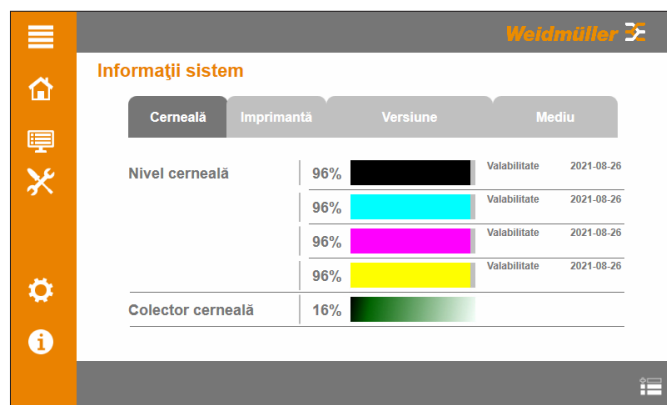 Weidmüller
Informaţii sistem
Cerneală Imprimantă Versiune Mediu
Nivel cerneală 96% Valabilitate 2021-08-26
96% Valabilitate 2021-08-26
96% Valabilitate 2021-08-26
96% Valabilitate 2021-08-26
Colector cerneală 16%